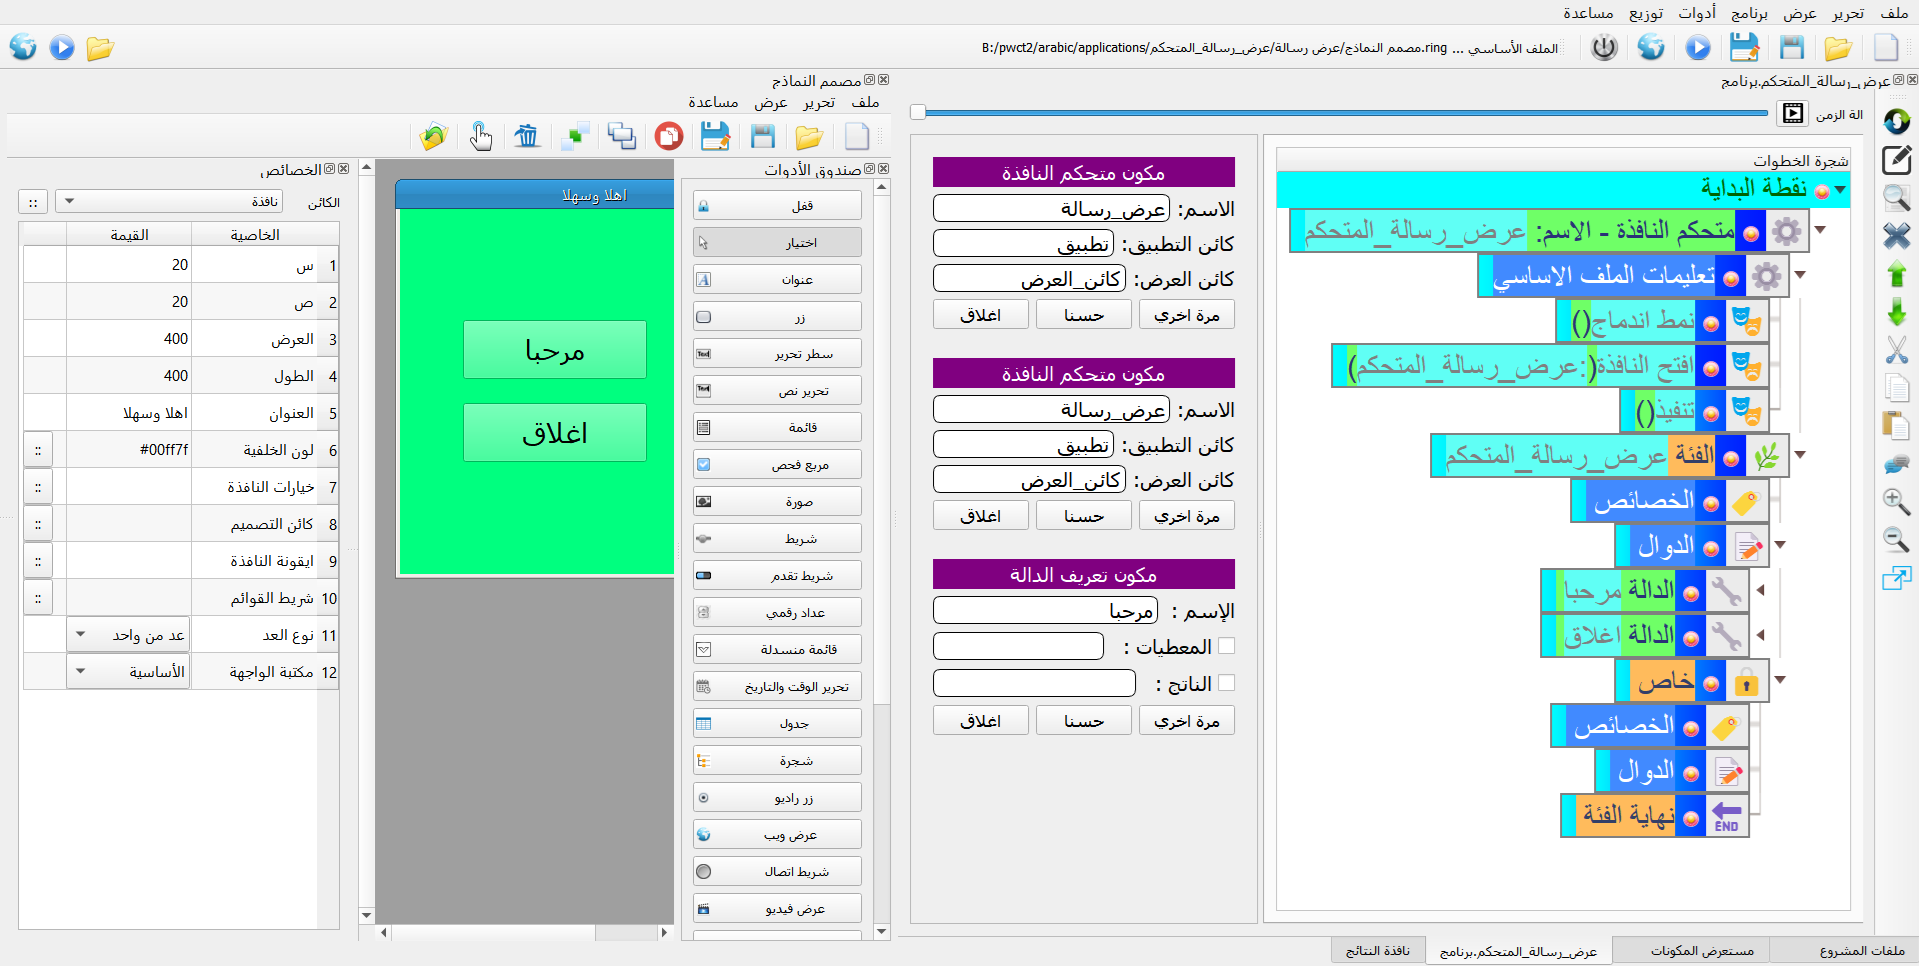 ملف تحرير عرض برنامج أدوات توزيع مساعدة
الملف الأساسي ... B:/pwct2/arabic/applications/عرض_رسالة_المتحكم/عرض رسالة/مصمم النماذج.ring
عرض_رسالة_المتحكم.برنامج
الة الزمن
شجرة الخطوات
نقطة البداية
متحكم النافذة - الاسم: عرض_رسالة_المتحكم
تعليمات الملف الاساسي
نمط اندماج()
افتح النافذة(:عرض_رسالة_المتحكم)
تنفيذ()
الفئة عرض_رسالة_المتحكم
الخصائص
الدوال
الدالة مرحبا
الدالة اغلاق
خاص
الخصائص
الدوال
نهاية الفئة
END
مكون متحكم النافذة
الاسم: عرض_رسالة
كائن التطبيق: تطبيق
كائن العرض: كائن_العرض
مرة اخري حسنا اغلاق
مكون متحكم النافذة
الاسم: عرض_رسالة
كائن التطبيق: تطبيق
كائن العرض: كائن_العرض
مرة اخري حسنا اغلاق
مكون تعريف الدالة
الإسم : مرحبا
المعطيات :
الناتج :
مرة اخري حسنا اغلاق
مصمم النماذج
ملف تحرير عرض مساعدة
صندوق الأدوات
قفل
اختيار
عنوان
زر
سطر تحرير
تحرير نص
قائمة
مربع فحص
صورة
شريط
شريط تقدم
عداد رقمي
قائمة منسدلة
تحرير الوقت والتاريخ
جدول
شجرة
زر راديو
عرض ويب
شريط اتصال
عرض فيديو
اهلا وسهلا
مرحبا
اغلاق
الخصائص
الكائن نافذة ::
الخاصية القيمة
1 س 20
2 ص 20
3 العرض 400
4 الطول 400
5 العنوان اهلا وسهلا
6 لون الخلفية #00ff7f ::
7 خيارات النافذة ::
8 كائن التصميم ::
9 ايقونة النافذة ::
10 شريط القوائم ::
11 نوع العد عد من واحد
12 مكتبة الواجهة الأساسية
ملفات المشروع مستعرض المكونات عرض_رسالة_المتحكم.برنامج نافذة النتائج